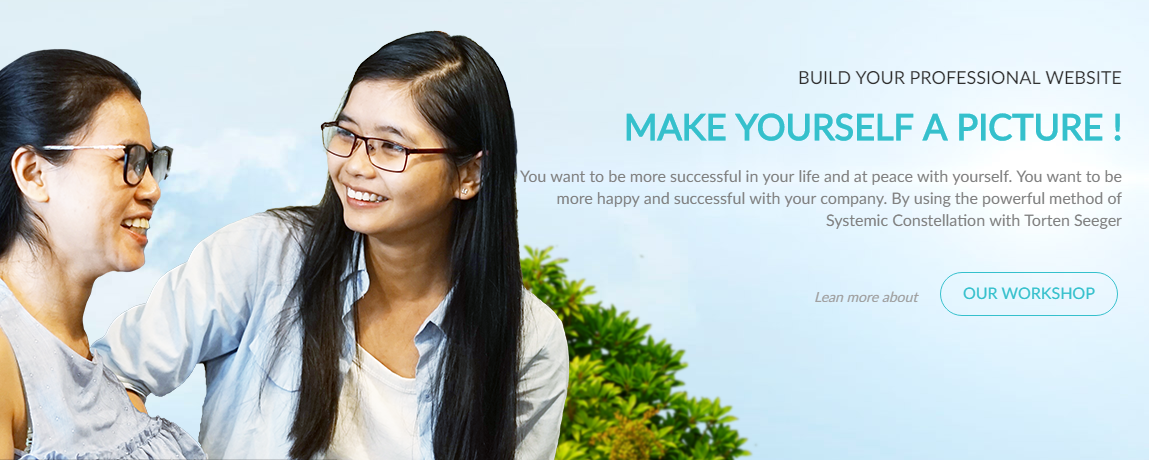 BUILD YOUR PROFESSIONAL WEBSITE
MAKE YOURSELF A PICTURE !
You want to be more successful in your life and at peace with yourself. You want to be
more happy and successful with your company. By using the powerful method of
Systemic Constellation with Torten Seeger
Lean more about
OUR WORKSHOP